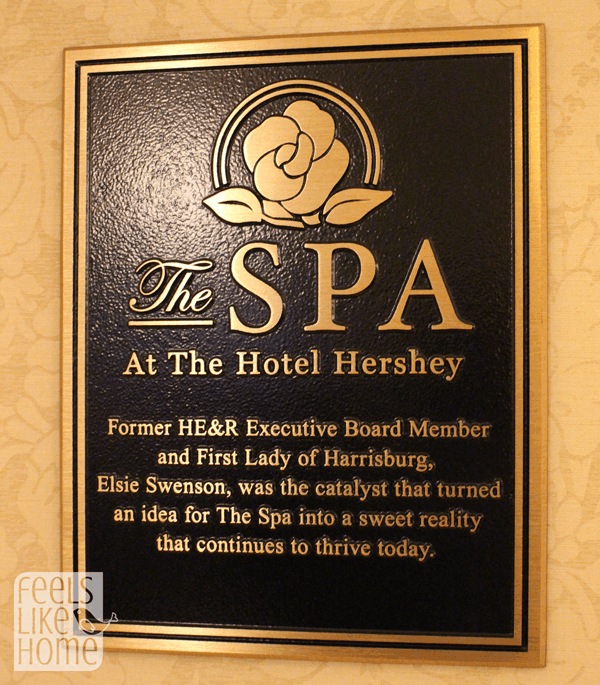 The SPA
At The Hotel Hershey
Former HE&R Executive Board Member
and First Lady of Harrisburg,
Elsie Swenson, was the catalyst that turned
an idea for The Spa into a sweet reality
that continues to thrive today.
FEELS
LIKE
HOME